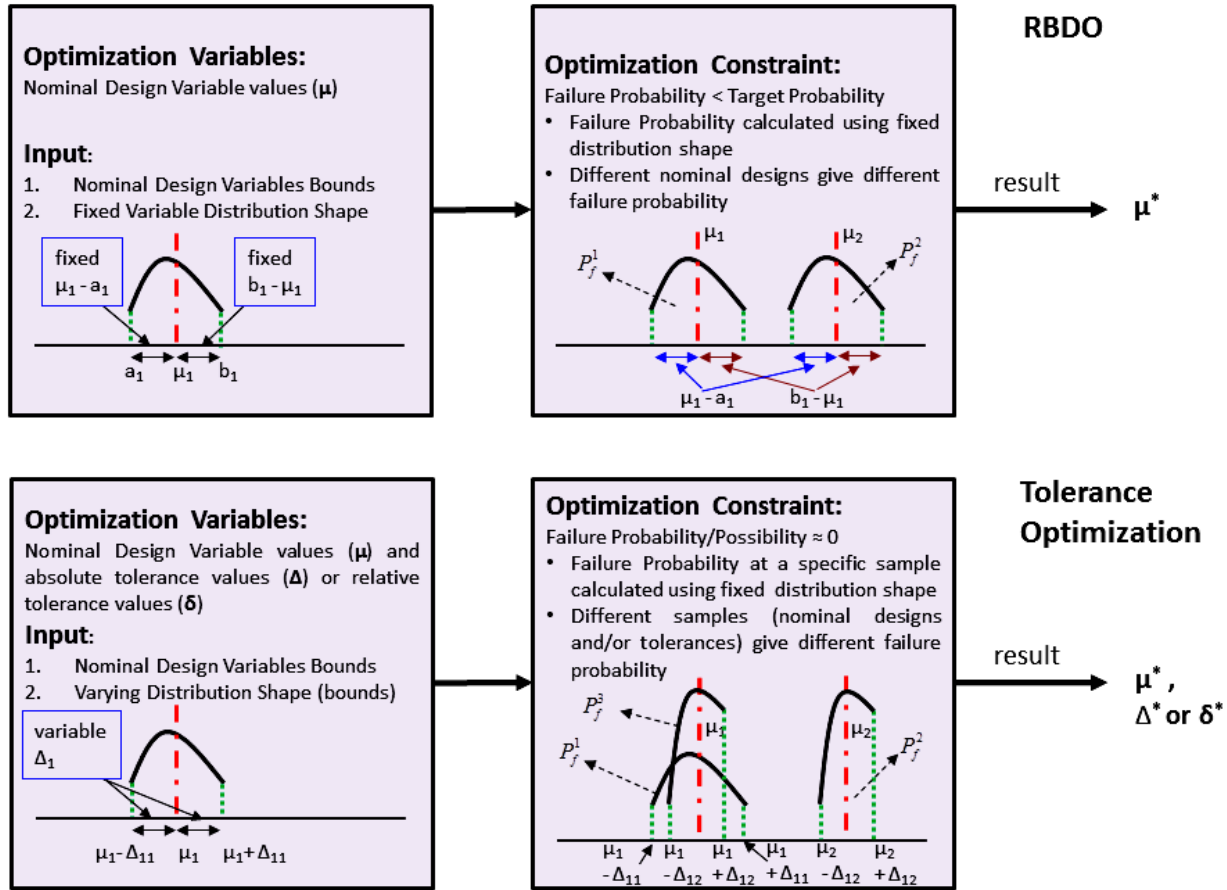 RBDO
Optimization Variables:
Nominal Design Variable values (μ)
Input:
1. Nominal Design Variables Bounds
2. Fixed Variable Distribution Shape
fixed
μ₁ - a₁
fixed
b₁ - μ₁
a₁ μ₁ b₁
Optimization Constraint:
Failure Probability < Target Probability
• Failure Probability calculated using fixed
distribution shape
• Different nominal designs give different
failure probability
μ₁ μ₂
P_f^1 P_f^2
μ₁ - a₁ b₁ - μ₁
result
μ*
Tolerance
Optimization
Optimization Variables:
Nominal Design Variable values (μ) and
absolute tolerance values (Δ) or relative
tolerance values (δ)
Input:
1. Nominal Design Variables Bounds
2. Varying Distribution Shape (bounds)
variable
Δ₁
μ₁ - Δ₁₁ μ₁ μ₁ + Δ₁₁
Optimization Constraint:
Failure Probability/Possibility ≈ 0
• Failure Probability at a specific sample
calculated using fixed distribution shape
• Different samples (nominal designs
and/or tolerances) give different failure
probability
P_f^3 μ₁ μ₂
P_f^1 P_f^2
μ₁ μ₁ μ₁ μ₁ μ₂ μ₂
- Δ₁₁ - Δ₁₂ + Δ₁₂ + Δ₁₁ - Δ₁₂ + Δ₁₂
result
μ* ,
Δ* or δ*